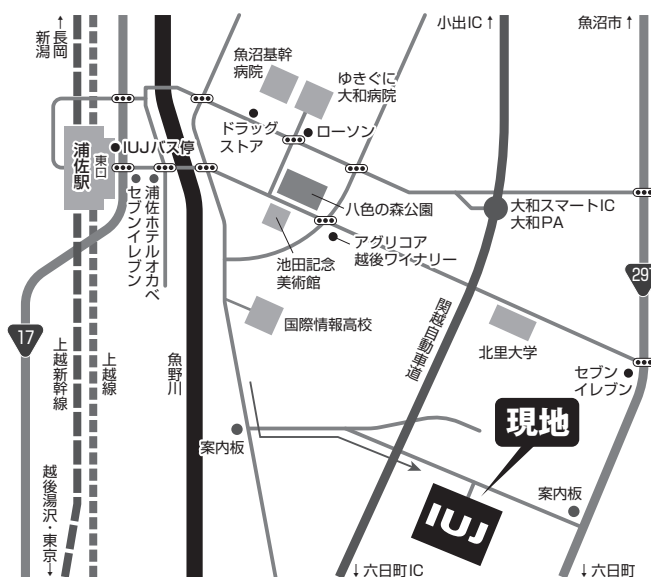 ↑長岡
新潟
小出IC↑
魚沼市↑
魚沼基幹
病院
ゆきぐに
大和病院
ドラッグ
ストア
ローソン
IUJバス停
浦佐駅
東口
浦佐ホテルオカベ
セブンイレブン
八色の森公園
大和スマートIC
大和PA
アグリコア
越後ワイナリー
池田記念
美術館
291
17
国際情報高校
関越自動車道
北里大学
上越新幹線
上越線
魚野川
セブン
イレブン
現地
案内板
IUJ
案内板
越後湯沢・東京→
↓六日町IC
↓六日町